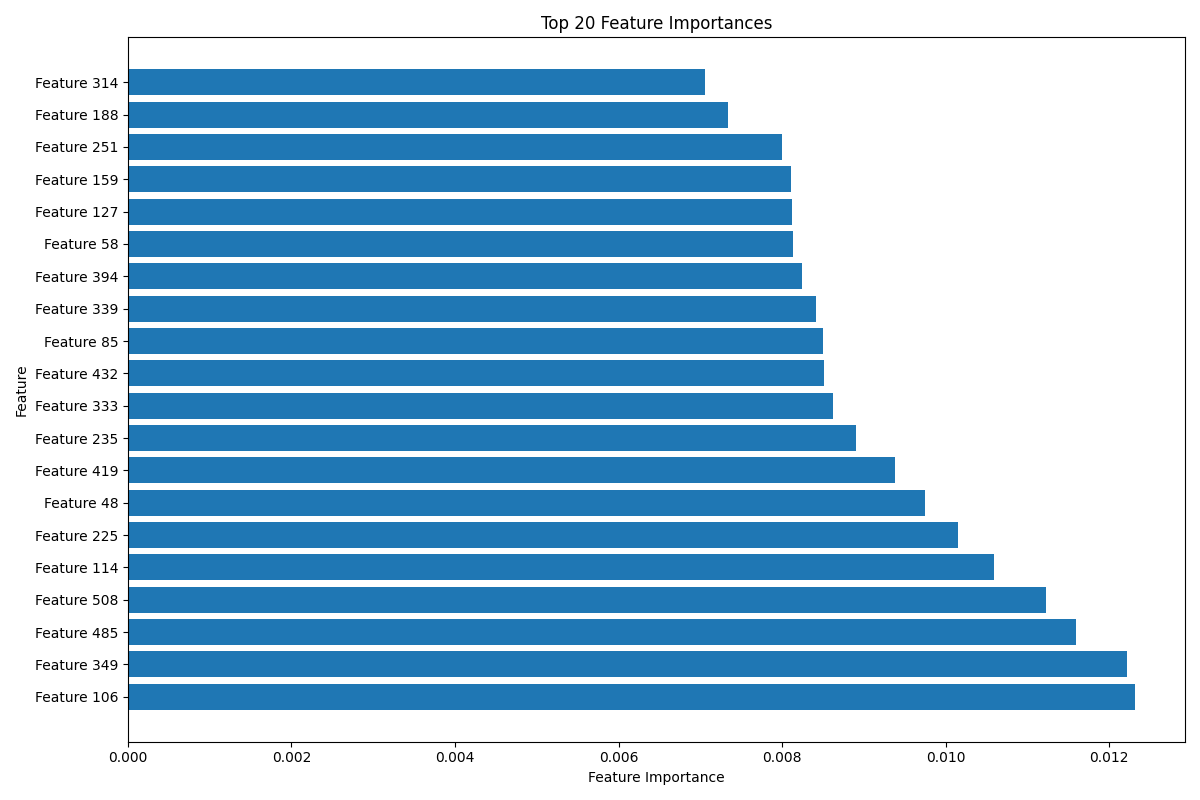 Top 20 Feature Importances
Feature 314
Feature 188
Feature 251
Feature 159
Feature 127
Feature 58
Feature 394
Feature 339
Feature 85
Feature 432
Feature 333
Feature 235
Feature 419
Feature 48
Feature 225
Feature 114
Feature 508
Feature 485
Feature 349
Feature 106
Feature
0.000 0.002 0.004 0.006 0.008 0.010 0.012
Feature Importance